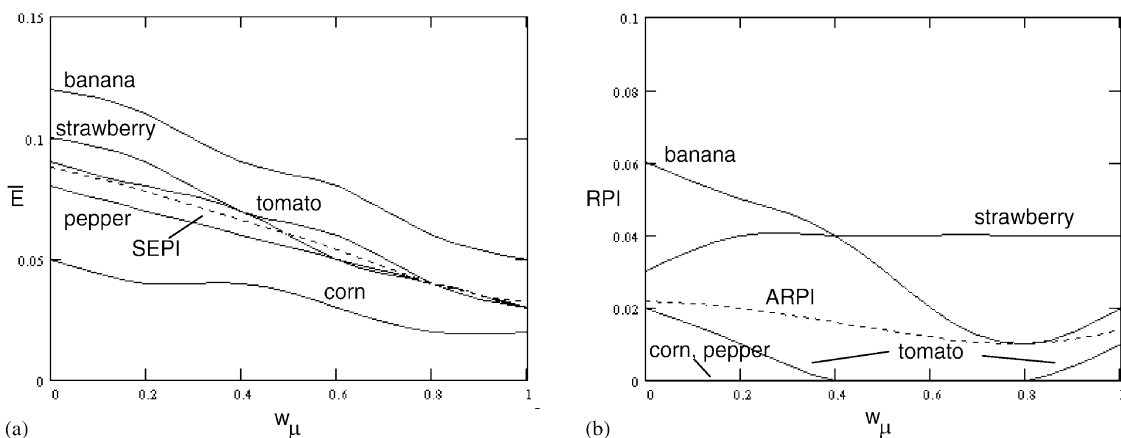 0.15
banana
strawberry
0.1
Ē
tomato
pepper
SEPI
0.05
corn
0
0 0.2 0.4 0.6 0.8 1
wμ
(a)
0.1
0.08
0.06
banana
RPI
strawberry
0.04
ARPI
0.02
corn, pepper
tomato
0
0 0.2 0.4 0.6 0.8 1
wμ
(b)